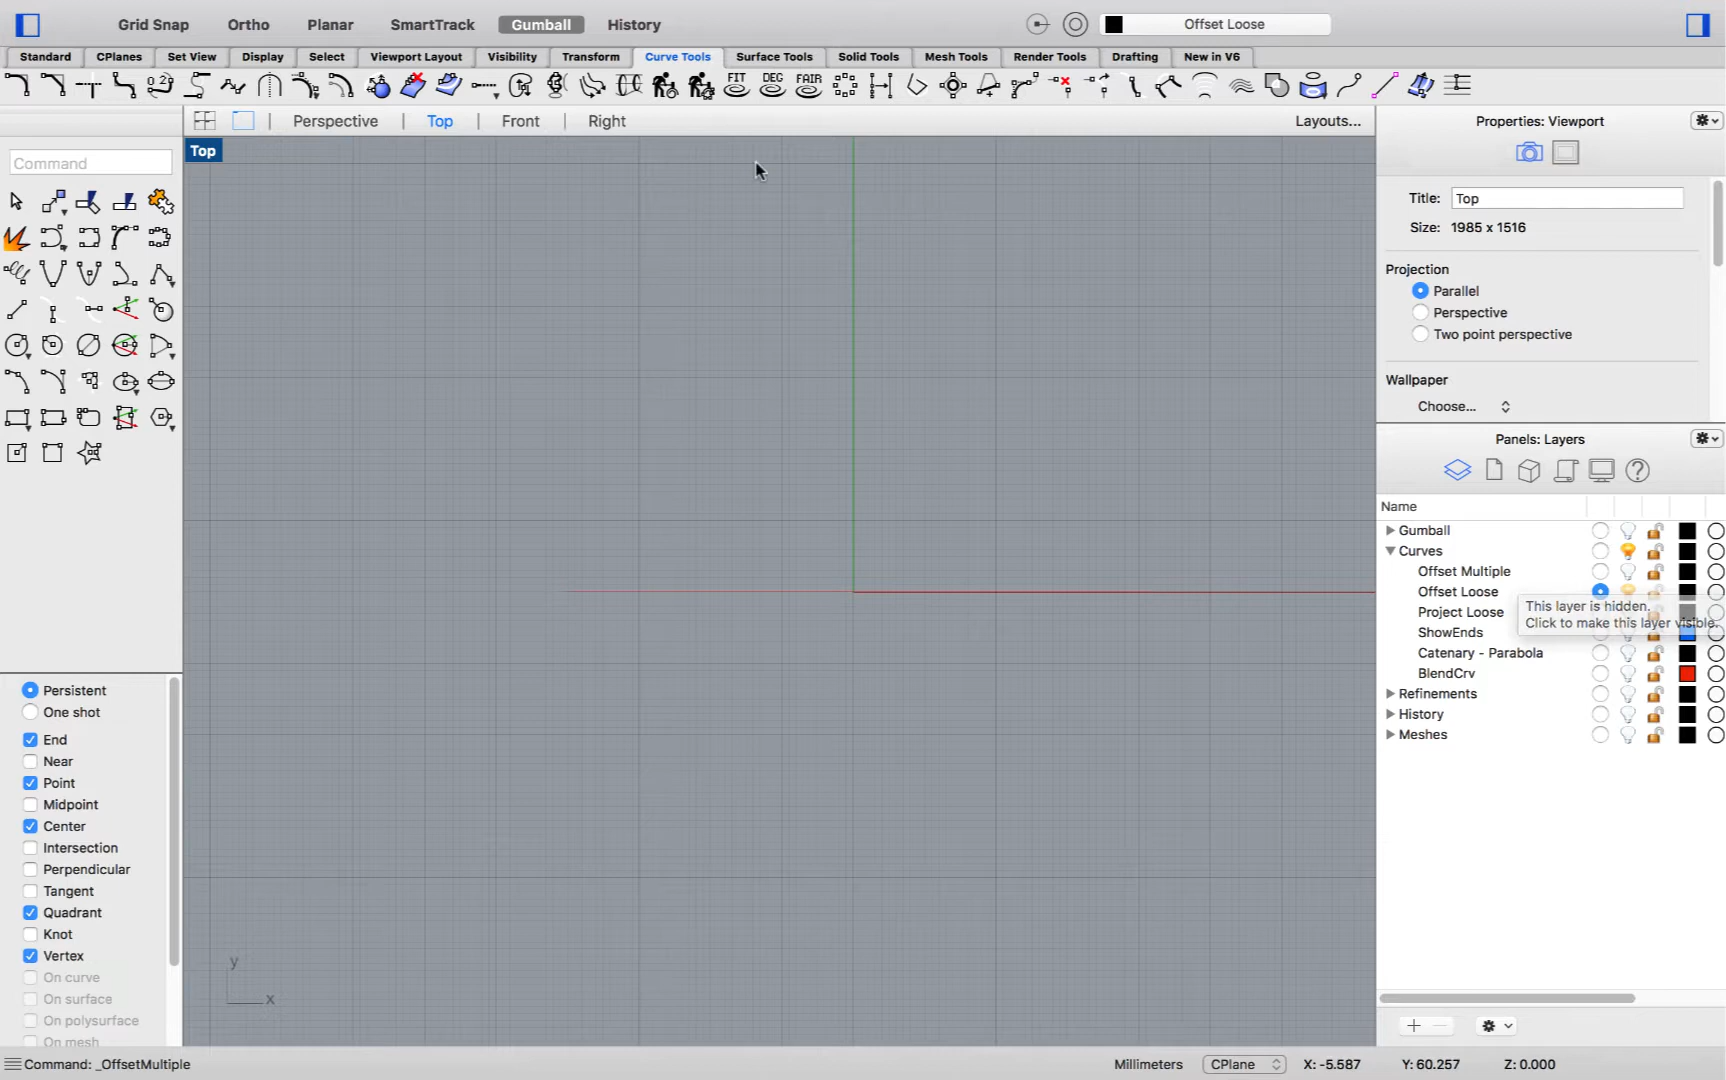 Grid Snap Ortho Planar SmartTrack Gumball History Offset Loose
Standard CPlanes Set View Display Select Viewport Layout Visibility Transform Curve Tools Surface Tools Solid Tools Mesh Tools Render Tools Drafting New in V6
FIT DEG FAIR
Perspective Top Front Right Layouts...
Properties: Viewport
Top
Command
Title: Top
Size: 1985 x 1516
Projection
Parallel
Perspective
Two point perspective
Wallpaper
Choose...
Panels: Layers
Name
Gumball
Curves
Offset Multiple
Offset Loose
Project Loose
This layer is hidden.
Click to make this layer visible.
ShowEnds
Catenary - Parabola
BlendCrv
Refinements
History
Meshes
Persistent
One shot
End
Near
Point
Midpoint
Center
Intersection
Perpendicular
Tangent
Quadrant
Knot
Vertex
On curve
On surface
On polysurface
On mesh
y
x
Command: _OffsetMultiple
Millimeters CPlane X: -5.587 Y: 60.257 Z: 0.000